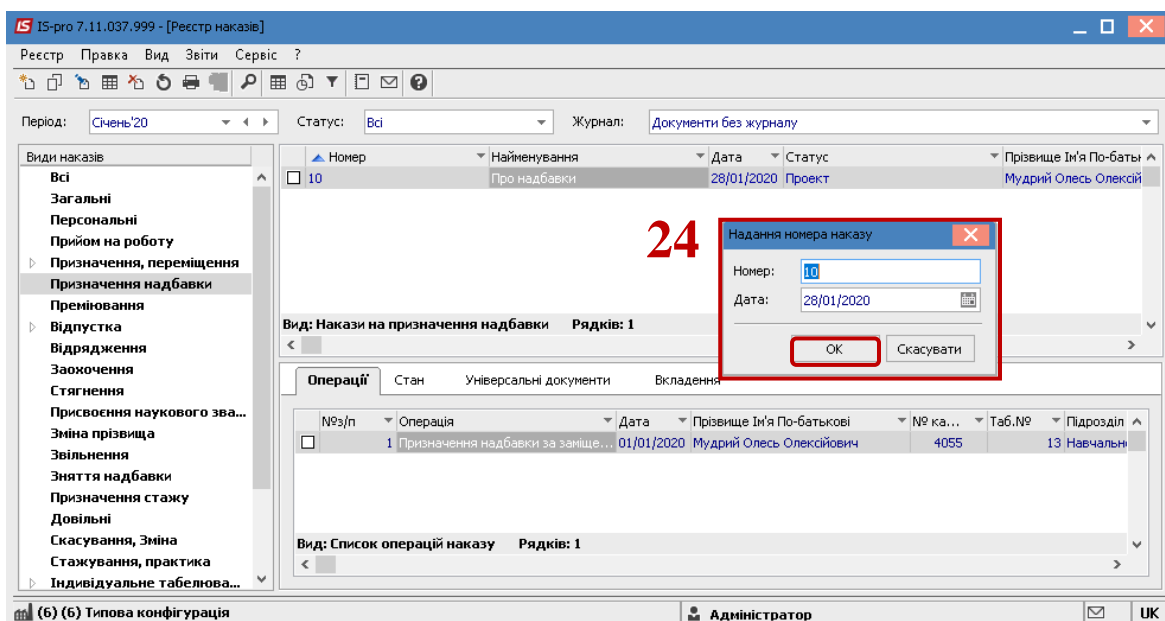 IS-pro 7.11.037.999 - [Реєстр наказів]
Реєстр Правка Вид Звіти Сервіс ?
Період: Січень'20 Статус: Всі Журнал: Документи без журналу
Види наказів
Всі
Загальні
Персональні
Прийом на роботу
Призначення, переміщення
Призначення надбавки
Преміювання
Відпустка
Відрядження
Заохочення
Стягнення
Присвоєння наукового зва...
Зміна прізвища
Звільнення
Зняття надбавки
Призначення стажу
Довільні
Скасування, Зміна
Стажування, практика
Індивідуальне табелюва...
Номер Найменування Дата Статус Прізвище Ім'я По-батьк
10 Про надбавки 28/01/2020 Проект Мудрий Олесь Олексій
24
Надання номера наказу
Номер: 10
Дата: 28/01/2020
OK Скасувати
Вид: Накази на призначення надбавки Рядків: 1
Операції Стан Універсальні документи Вкладення
№з/п Операція Дата Прізвище Ім'я По-батькові № ка... Таб.№ Підрозділ
1 Призначення надбавки за заміще... 01/01/2020 Мудрий Олесь Олексійович 4055 13 Навчальн
Вид: Список операцій наказу Рядків: 1
(6) (6) Типова конфігурація Адміністратор UK